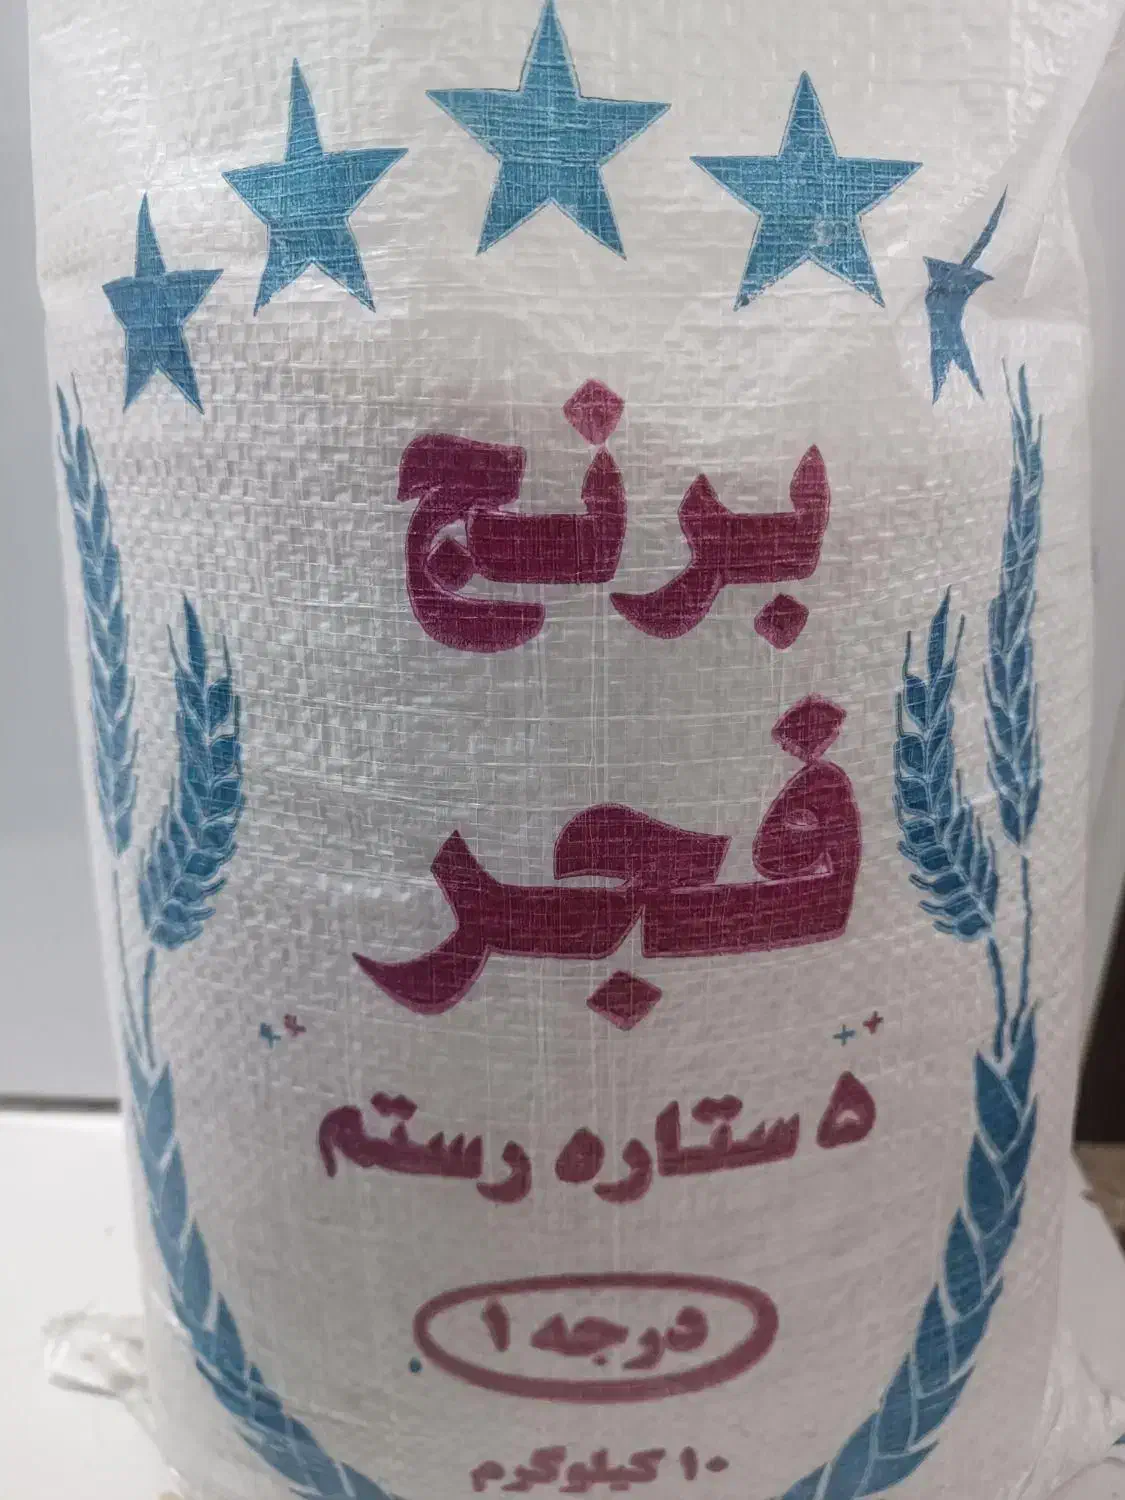 برنج
فجر
۵ ستاره رستم
درجه ۱
۱۰ کیلوگرم